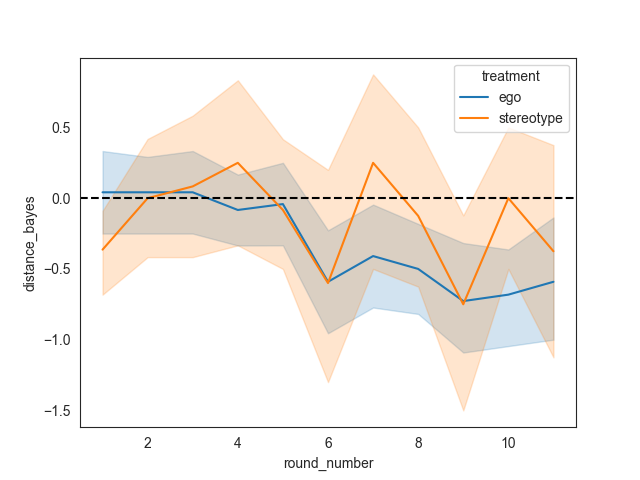 treatment
ego
stereotype
distance_bayes
0.5
0.0
−0.5
−1.0
−1.5
2 4 6 8 10
round_number